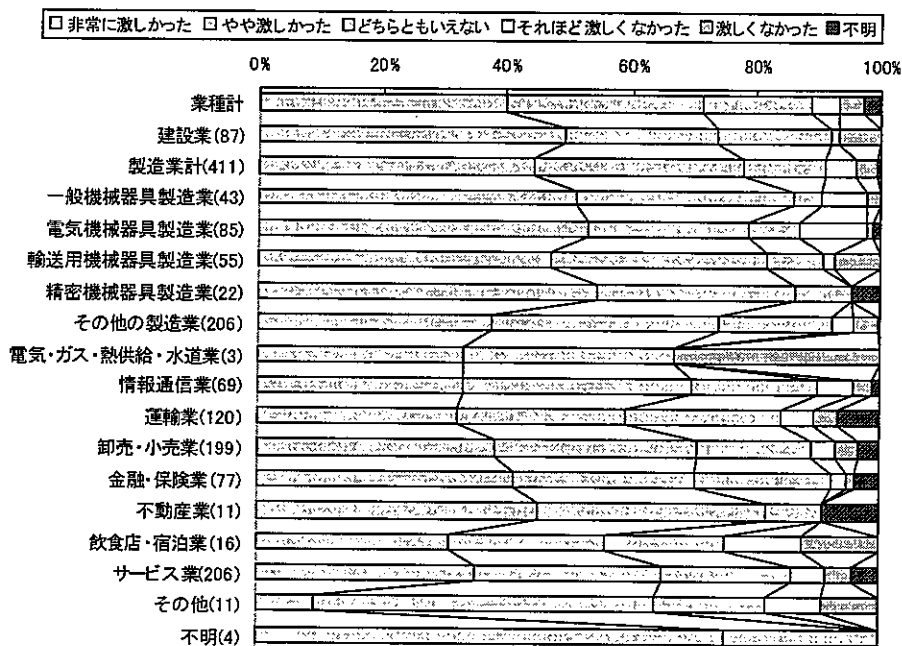 □ 非常に激しかった □ やや激しかった □ どちらともいえない □ それほど激しくなかった □ 激しくなかった ■ 不明
0% 20% 40% 60% 80% 100%
業種計
建設業(87)
製造業計(411)
一般機械器具製造業(43)
電気機械器具製造業(85)
輸送用機械器具製造業(55)
精密機械器具製造業(22)
その他の製造業(206)
電気・ガス・熱供給・水道業(3)
情報通信業(69)
運輸業(120)
卸売・小売業(199)
金融・保険業(77)
不動産業(11)
飲食店・宿泊業(16)
サービス業(206)
その他(11)
不明(4)